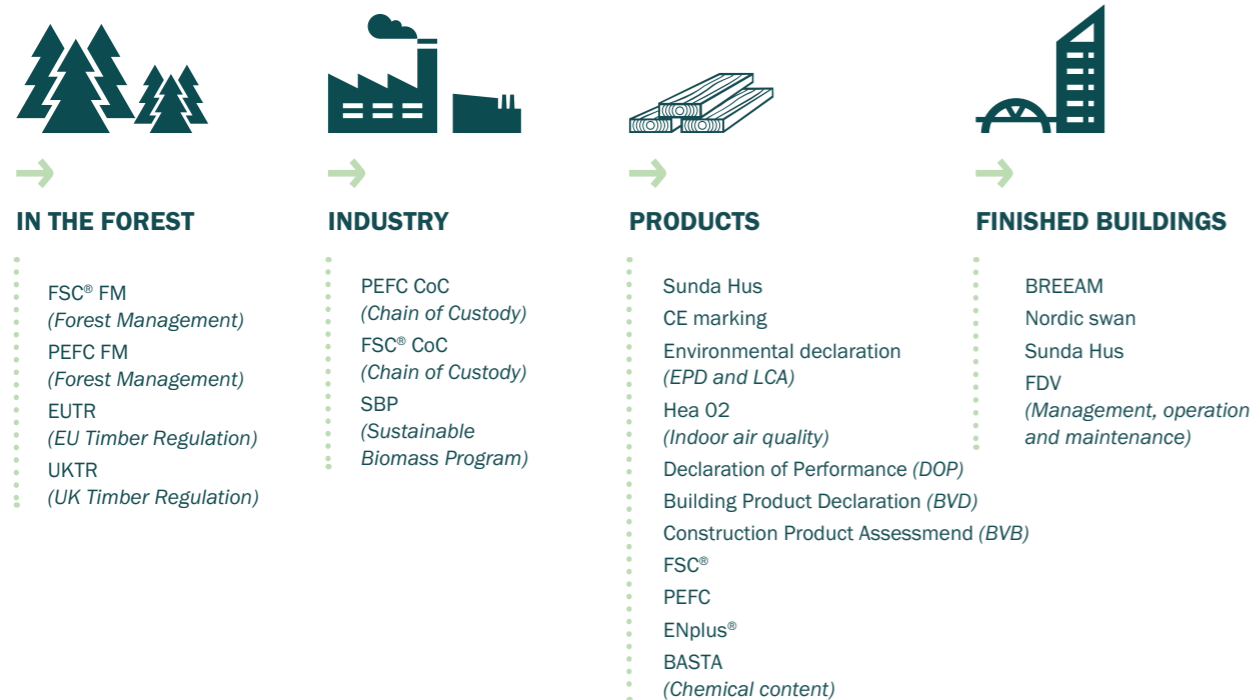 IN THE FOREST
FSC® FM
(Forest Management)
PEFC FM
(Forest Management)
EUTR
(EU Timber Regulation)
UKTR
(UK Timber Regulation)
INDUSTRY
PEFC CoC
(Chain of Custody)
FSC® CoC
(Chain of Custody)
SBP
(Sustainable
Biomass Program)
PRODUCTS
Sunda Hus
CE marking
Environmental declaration
(EPD and LCA)
Hea 02
(Indoor air quality)
Declaration of Performance (DOP)
Building Product Declaration (BVD)
Construction Product Assessmend (BVB)
FSC®
PEFC
ENplus®
BASTA
(Chemical content)
FINISHED BUILDINGS
BREEAM
Nordic swan
Sunda Hus
FDV
(Management, operation
and maintenance)